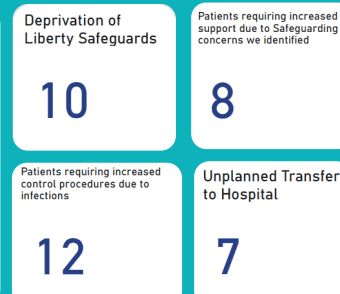 Deprivation of
Liberty Safeguards
10
Patients requiring increased
support due to Safeguarding
concerns we identified
8
Patients requiring increased
control procedures due to
infections
12
Unplanned Transfer
to Hospital
7